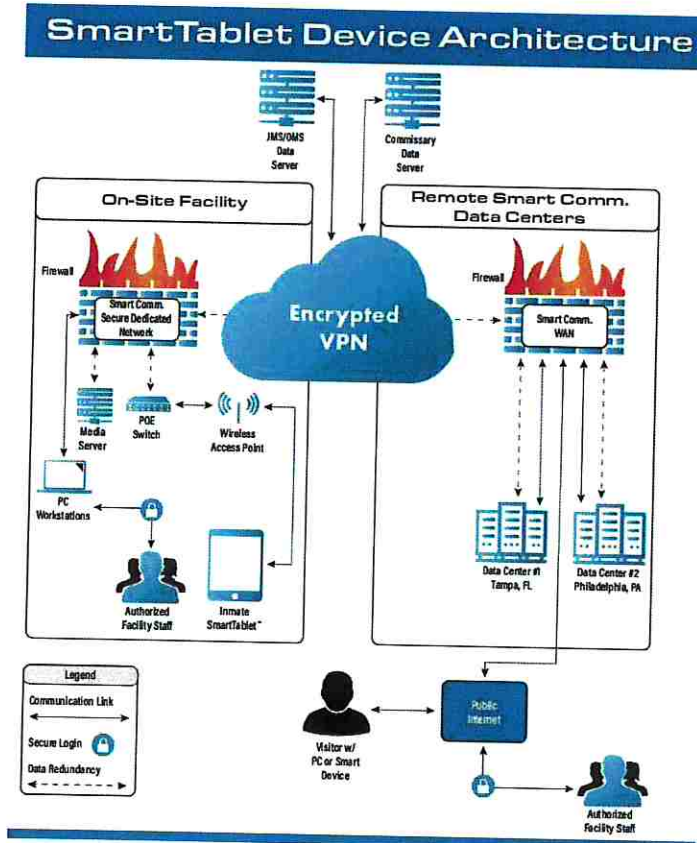 SmartTablet Device Architecture
JMS/OMS
Data
Server
Commissary
Data
Server
On-Site Facility
Remote Smart Comm.
Data Centers
Firewall
Smart Comm.
Secure Dedicated
Network
Encrypted
VPN
Firewall
Smart Comm.
WAN
Media
Server
POE
Switch
Wireless
Access Point
PC
Workstations
Authorized
Facility Staff
Inmate
SmartTablet™
Data Center #1
Tampa, FL
Data Center #2
Philadelphia, PA
Legend
Communication Link
Secure Login
Data Redundancy
Visitor w/
PC or Smart
Device
Public
Internet
Authorized
Facility Staff